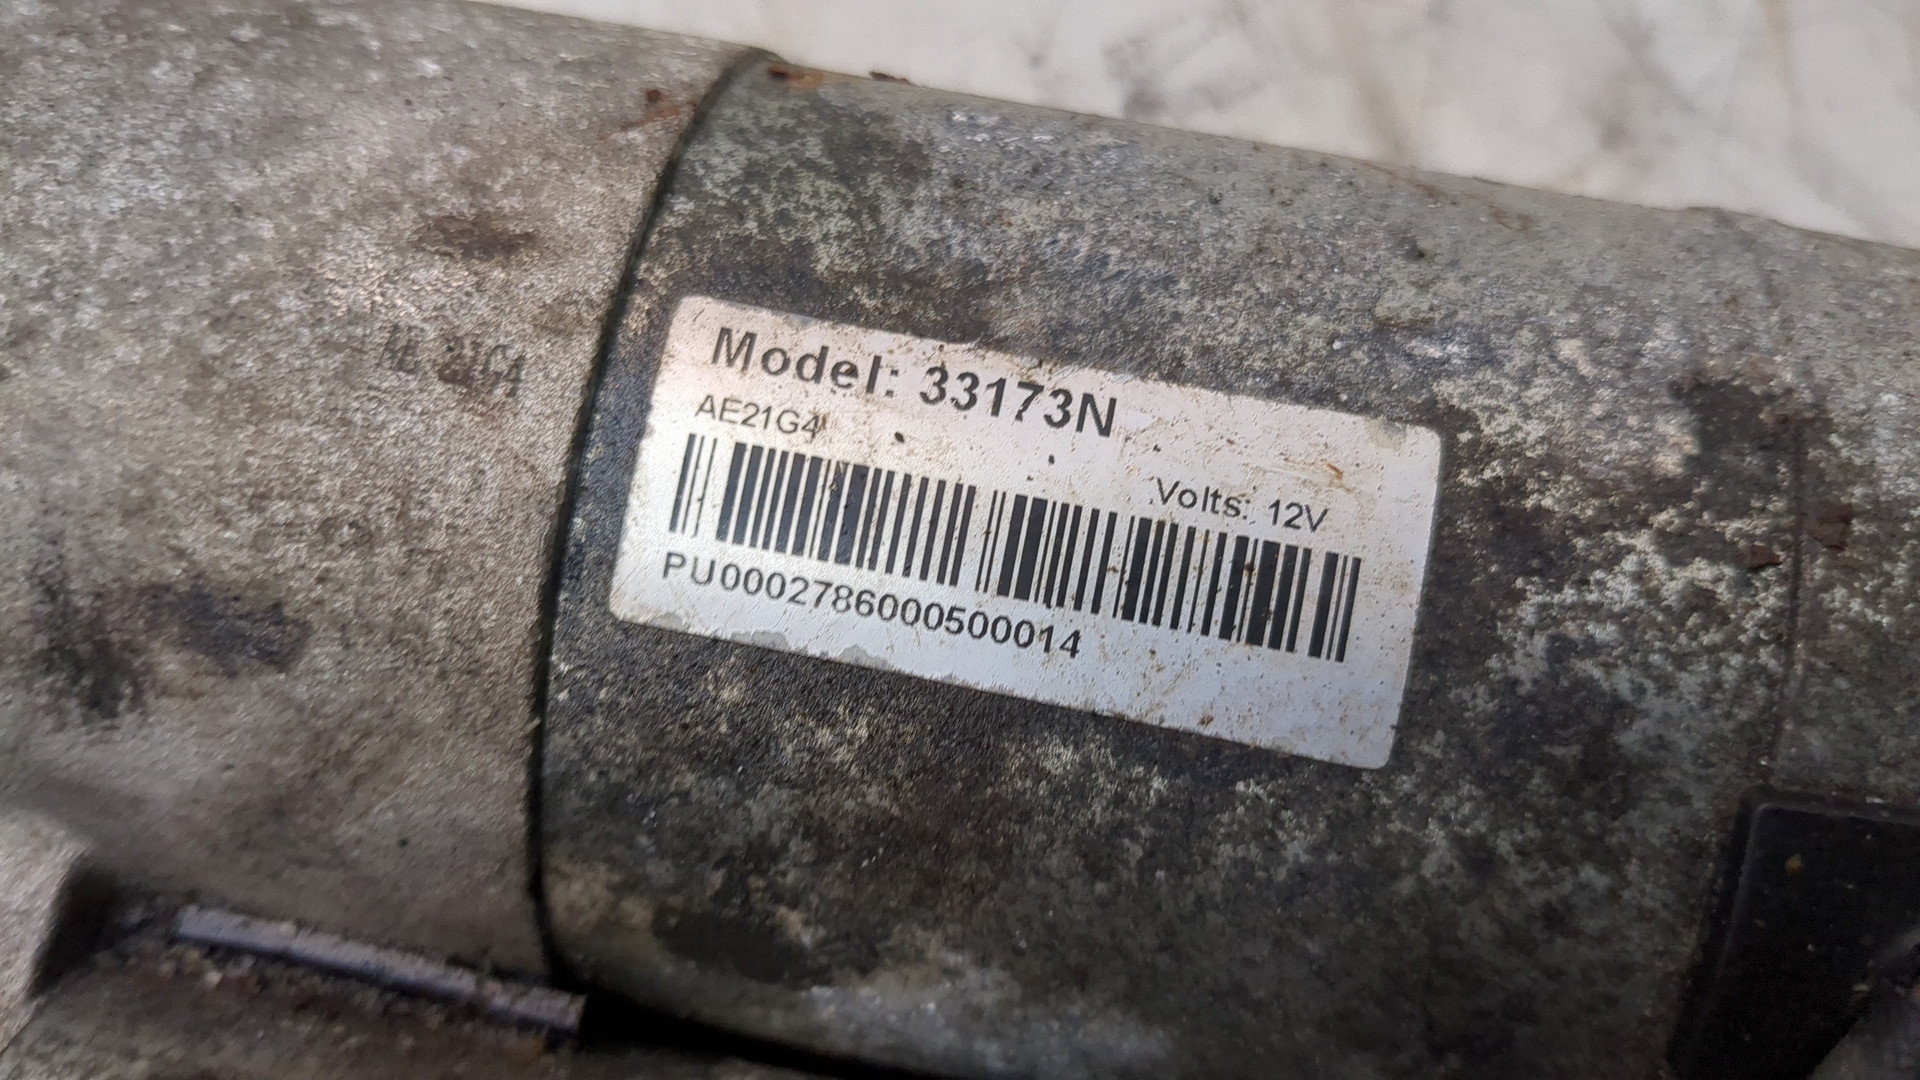 Model: 33173N
AE21G4
Volts: 12V
PU0002786000500014